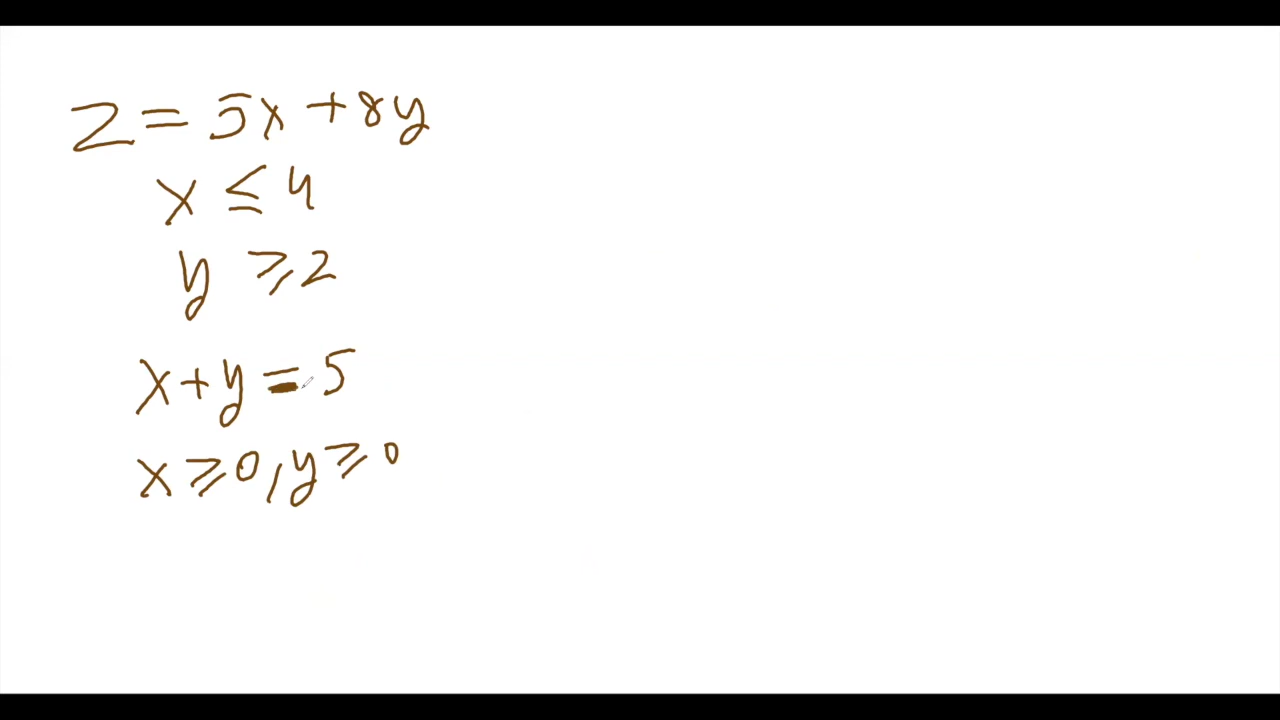 Z = 5x + 8y
x ≤ 4
y ⩾ 2
x + y = 5
x ⩾ 0, y ⩾ 0